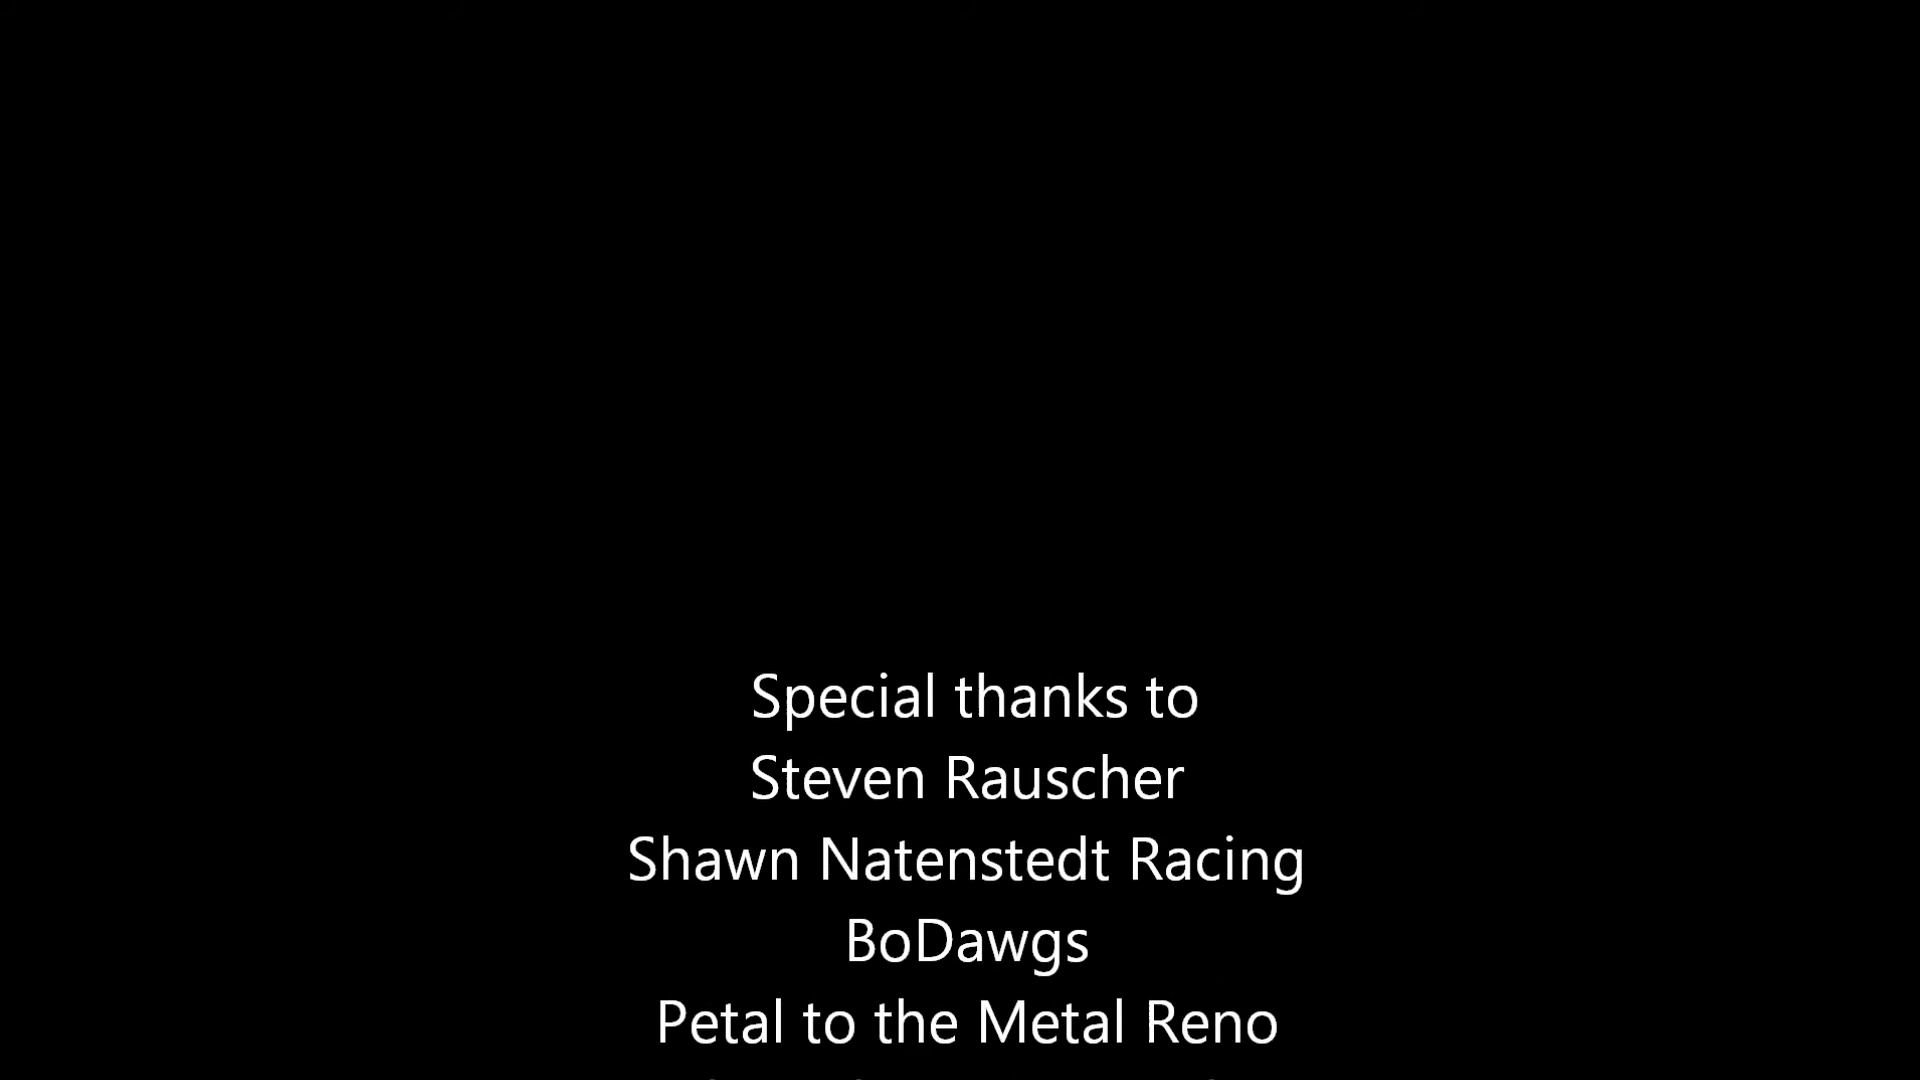 Special thanks to
Steven Rauscher
Shawn Natenstedt Racing
BoDawgs
Petal to the Metal Reno